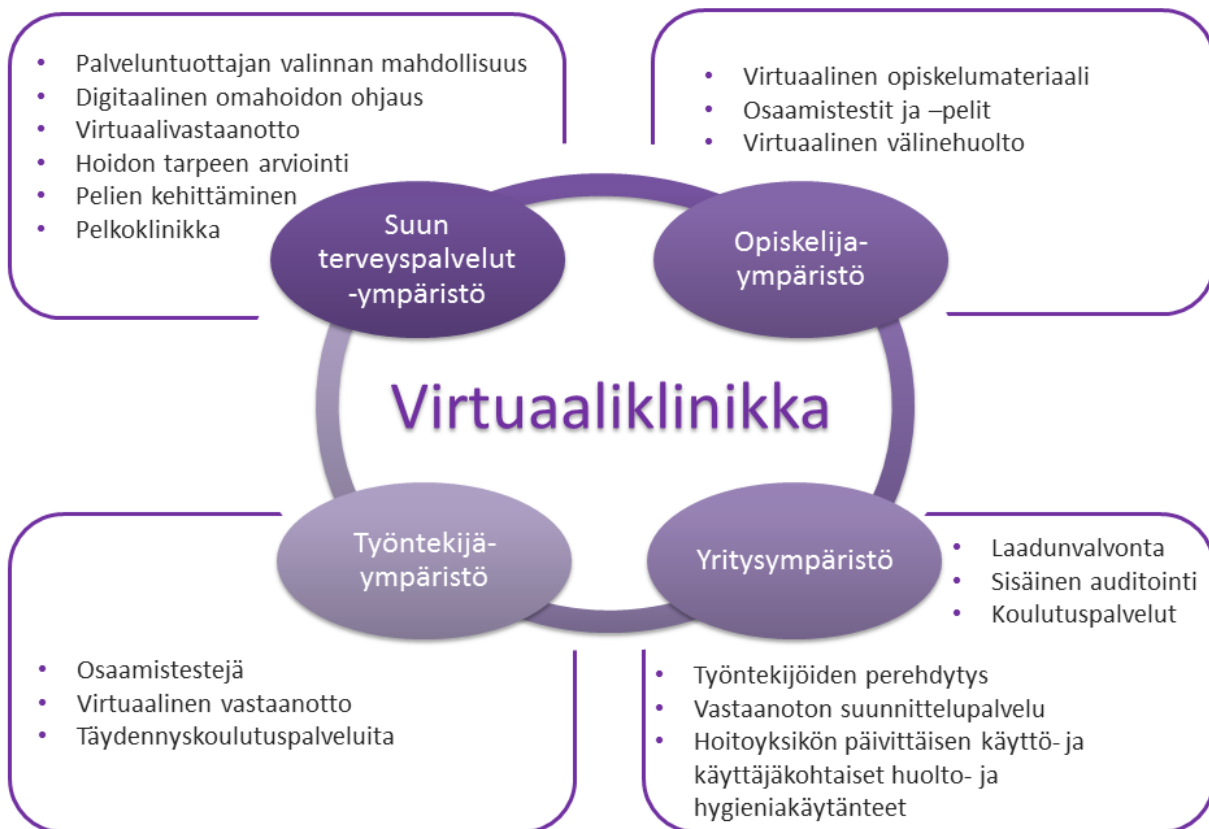 • Palveluntuottajan valinnan mahdollisuus
• Digitaalinen omahoidon ohjaus
• Virtuaalivastaanotto
• Hoidon tarpeen arviointi
• Pelien kehittäminen
• Pelkoklinikka
Suun
terveyspalvelut
-ympäristö
• Virtuaalinen opiskelumateriaali
• Osaamistestit ja –pelit
• Virtuaalinen välinehuolto
Opiskelija-
ympäristö
Virtuaaliklinikka
Työntekijä-
ympäristö
• Osaamistestejä
• Virtuaalinen vastaanotto
• Täydennyskoulutuspalveluita
Yritysympäristö
• Laadunvalvonta
• Sisäinen auditointi
• Koulutuspalvelut
• Työntekijöiden perehdytys
• Vastaanoton suunnittelupalvelu
• Hoitoyksikön päivittäisen käyttö- ja
käyttäjäkohtaiset huolto- ja
hygieniakäytänteet